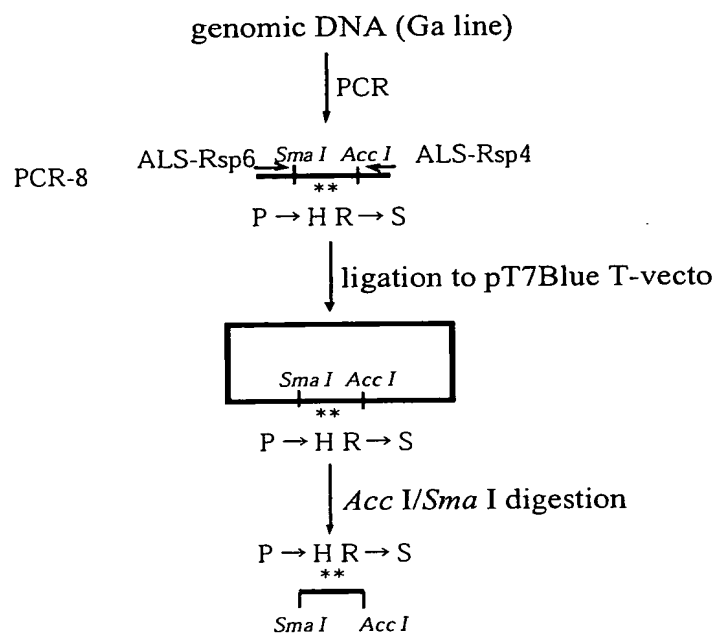 genomic DNA (Ga line)
PCR
ALS-Rsp6 Sma I Acc I ALS-Rsp4
PCR-8
**
P → H R → S
ligation to pT7Blue T-vecto
Sma I Acc I
**
P → H R → S
Acc I/Sma I digestion
P → H R → S
**
Sma I Acc I